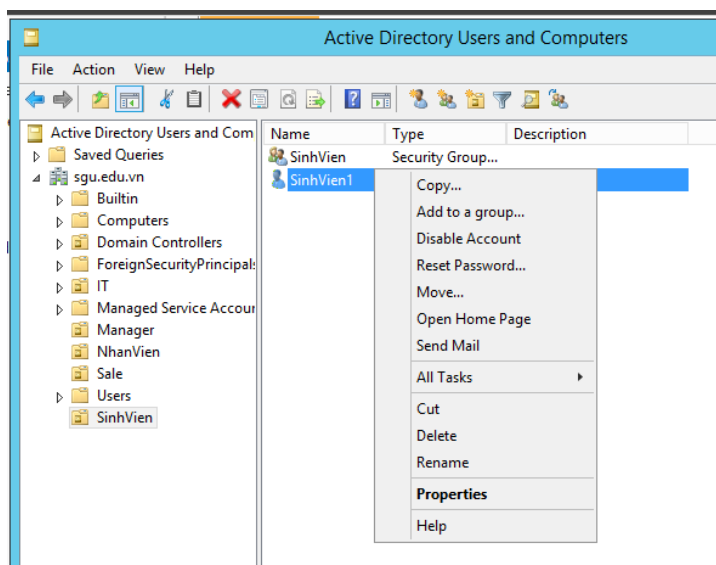 Active Directory Users and Computers
File Action View Help
Active Directory Users and Com
Saved Queries
sgu.edu.vn
Builtin
Computers
Domain Controllers
ForeignSecurityPrincipals
IT
Managed Service Accour
Manager
NhanVien
Sale
Users
SinhVien
Name Type Description
SinhVien Security Group...
SinhVien1
Copy...
Add to a group...
Disable Account
Reset Password...
Move...
Open Home Page
Send Mail
All Tasks
Cut
Delete
Rename
Properties
Help